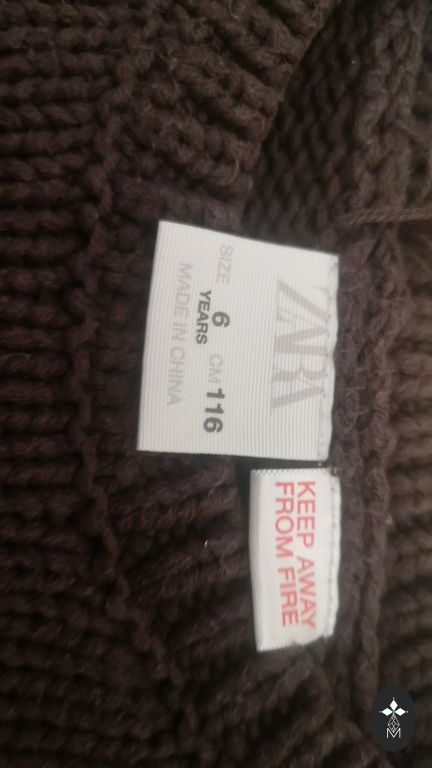 ZARA
SIZE 6 CM 116
YEARS
MADE IN CHINA
KEEP AWAY
FROM FIRE
M